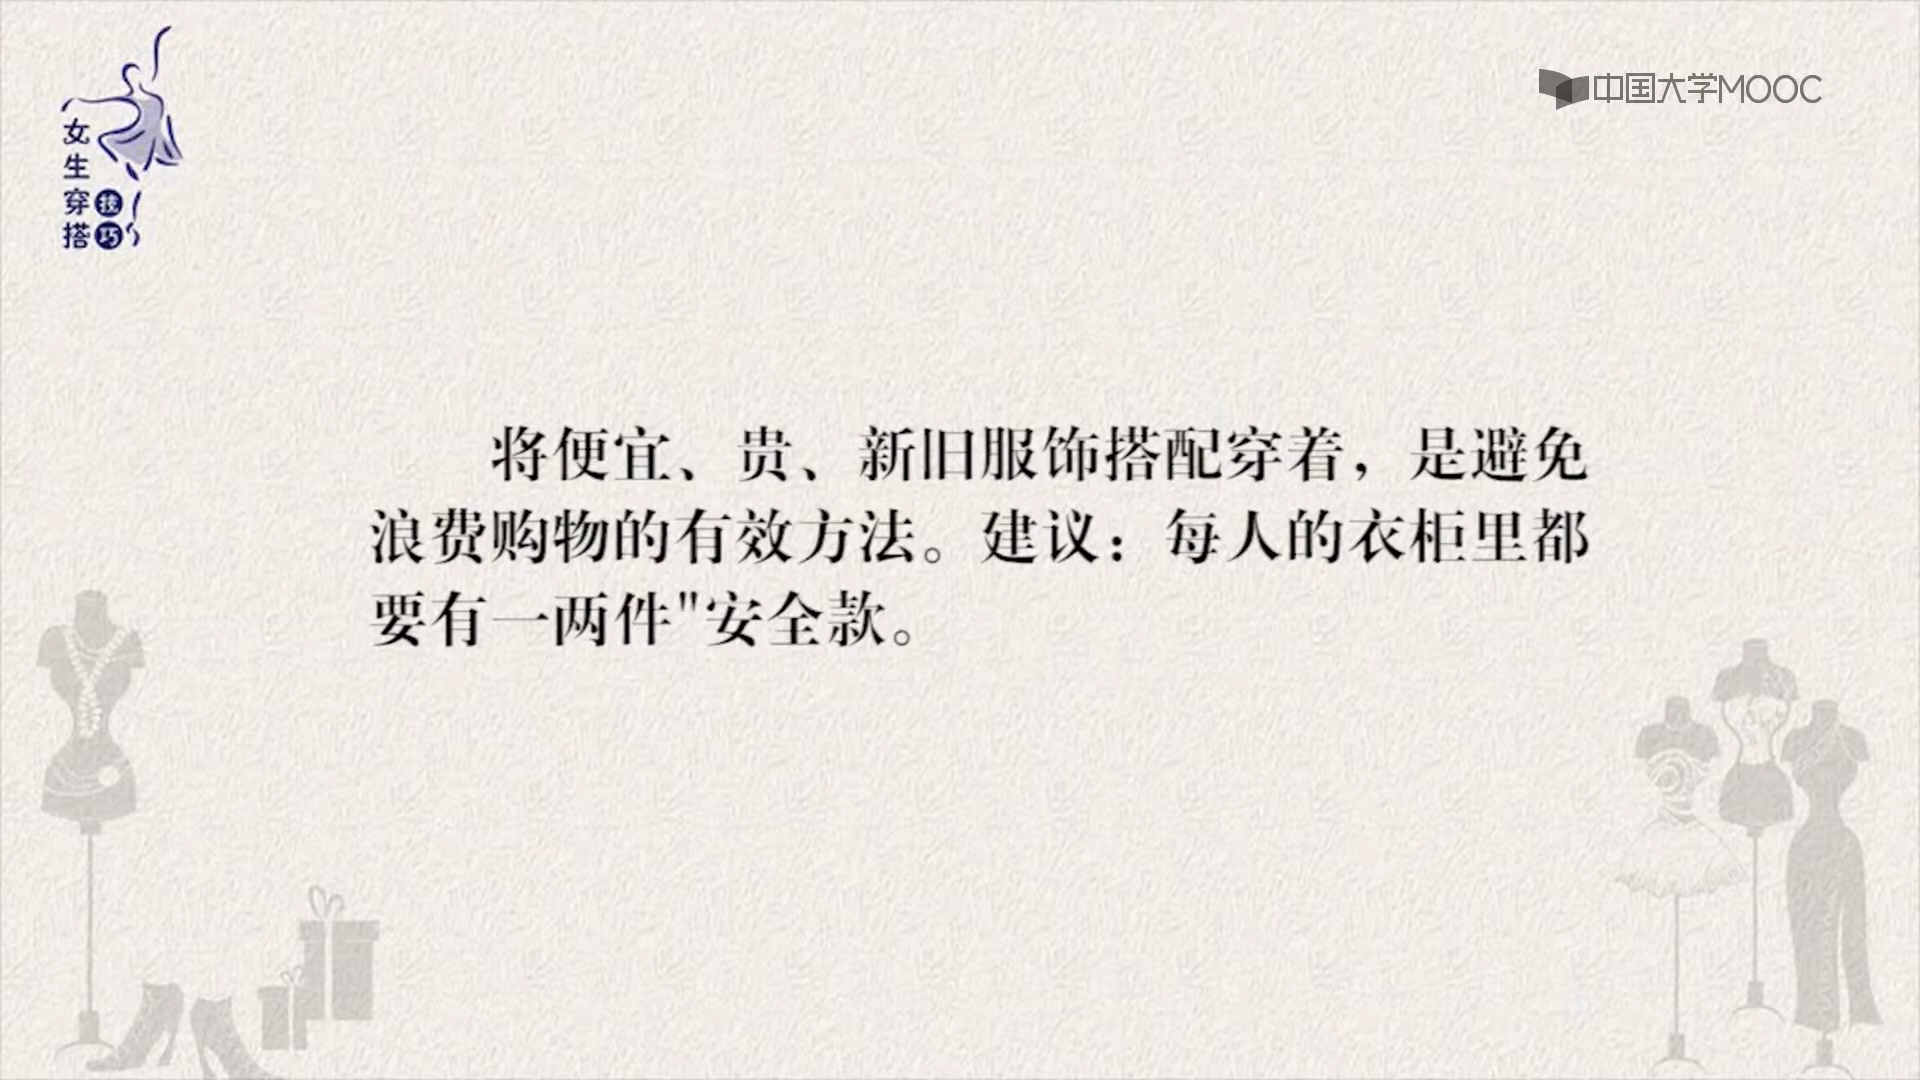 女生穿搭技巧
中国大学MOOC
将便宜、贵、新旧服饰搭配穿着，是避免
浪费购物的有效方法。建议：每人的衣柜里都
要有一两件"安全款。